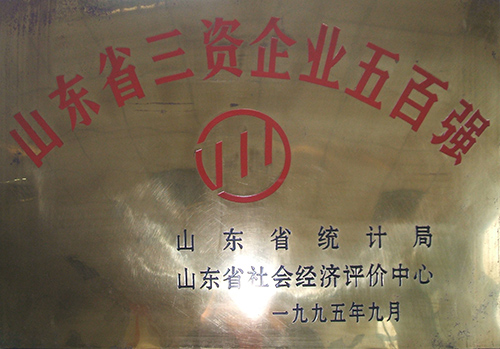 山东省三资企业五百强
山东省统计局
山东省社会经济评价中心
一九九五年九月